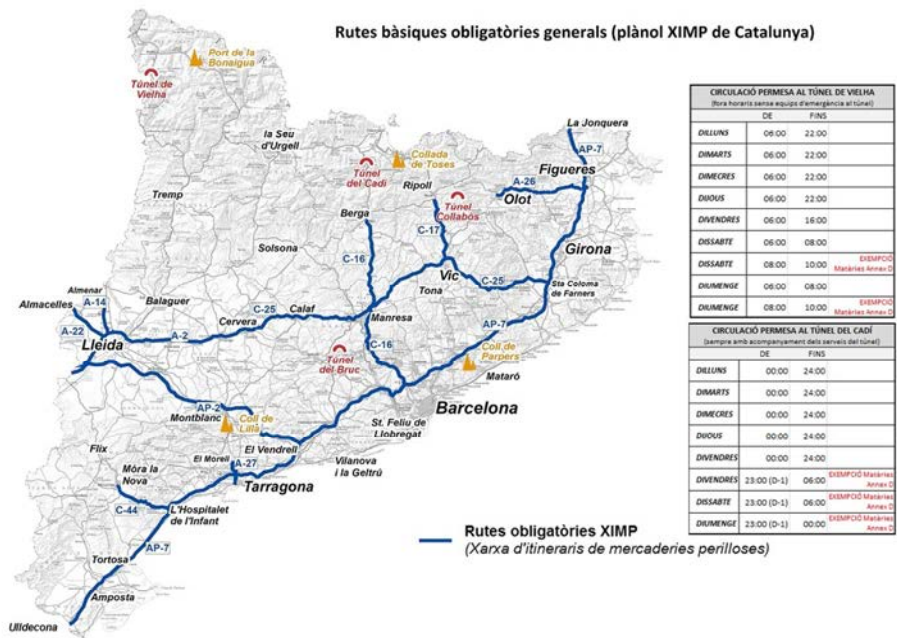 Rutes bàsiques obligatòries generals (plànol XIMP de Catalunya)
Port de la
Bonaigua
Túnel de
Vielha
la Seu
d'Urgell
Túnel
del Cadí
Collada
de Toses
Ripoll
Túnel
Collabós
La Jonquera
AP-7
Figueres
A-26
Olot
Tremp
Berga
C-17
Solsona
C-16
Girona
Vic
C-25
Tona
Sta Coloma
de Farners
Almenar
Almacelles
A-14
Balaguer
C-25
Calaf
Cervera
Manresa
AP-7
A-22
A-2
Lleida
C-16
Túnel
del Bruc
Coll de
Parpers
Mataró
AP-2
Barcelona
Montblanc
Coll de
Lilla
St. Feliu de
Llobregat
Flix
El Vendrell
El Morell
Vilanova
i la Geltrú
A-27
Móra la
Nova
Tarragona
C-44
L'Hospitalet
de l'Infant
AP-7
Tortosa
Amposta
Ulldecona
Rutes obligatòries XIMP
(Xarxa d'itineraris de mercaderies perilloses)
CIRCULACIÓ PERMESA AL TÚNEL DE VIELHA
(fora horaris sense equips d'emergència al túnel)
DE FINS
DILLUNS 06:00 22:00
DIMARTS 06:00 22:00
DIMECRES 06:00 22:00
DIJOUS 06:00 22:00
DIVENDRES 06:00 16:00
DISSABTE 06:00 08:00
DISSABTE 08:00 10:00 EXEMPCIÓ
Matèries Annex D
DIUMENGE 06:00 08:00
DIUMENGE 08:00 10:00 EXEMPCIÓ
Matèries Annex D
CIRCULACIÓ PERMESA AL TÚNEL DEL CADÍ
(sempre amb acompanyament dels serveis del túnel)
DE FINS
DILLUNS 00:00 24:00
DIMARTS 00:00 24:00
DIMECRES 00:00 24:00
DIJOUS 00:00 24:00
DIVENDRES 00:00 24:00
DIVENDRES 23:00 (D-1) 06:00 EXEMPCIÓ Matèries
Annex D
DISSABTE 23:00 (D-1) 06:00 EXEMPCIÓ Matèries
Annex D
DIUMENGE 23:00 (D-1) 00:00 EXEMPCIÓ Matèries
Annex D